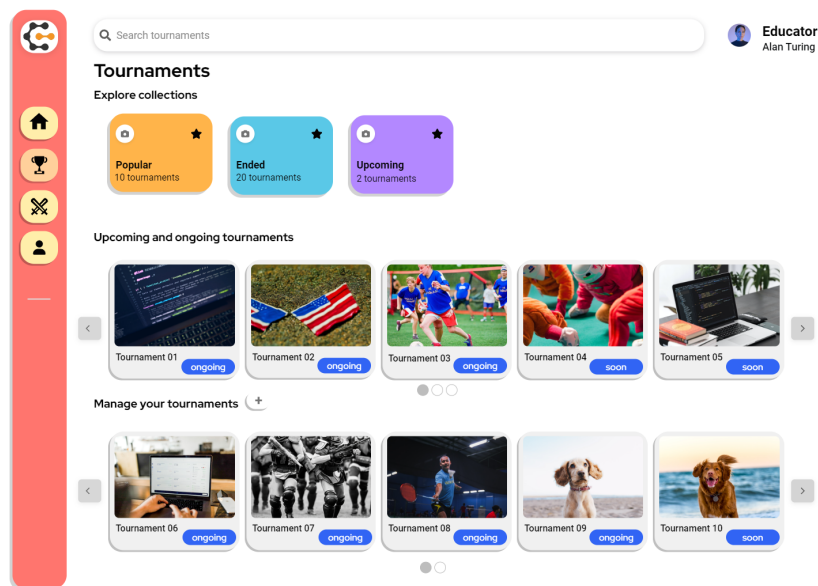 Search tournaments
Educator
Alan Turing
Tournaments
Explore collections
Popular
10 tournaments
Ended
20 tournaments
Upcoming
2 tournaments
Upcoming and ongoing tournaments
Tournament 01
ongoing
Tournament 02
ongoing
Tournament 03
ongoing
Tournament 04
soon
Tournament 05
soon
Manage your tournaments +
Tournament 06
ongoing
Tournament 07
ongoing
Tournament 08
ongoing
Tournament 09
ongoing
Tournament 10
soon